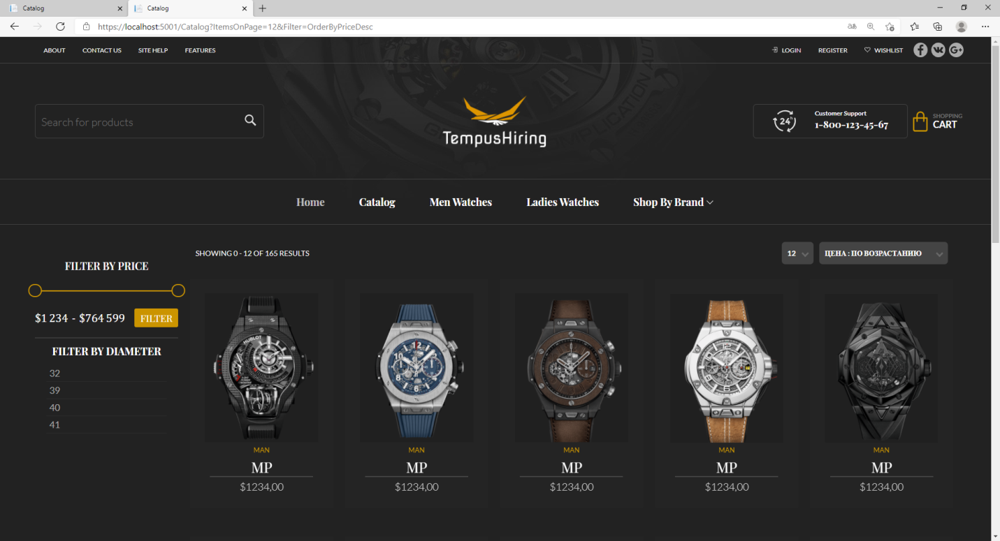 Catalog
Catalog
https://localhost:5001/Catalog?ItemsOnPage=12&Filter=OrderByPriceDesc
ABOUT CONTACT US SITE HELP FEATURES
LOGIN REGISTER WISHLIST
Search for products
TempusHiring
24h
Customer Support
1-800-123-45-67
SHOPPING
CART
Home Catalog Men Watches Ladies Watches Shop By Brand
SHOWING 0 - 12 OF 165 RESULTS
12
ЦЕНА : ПО ВОЗРАСТАНИЮ
FILTER BY PRICE
$1 234 - $764 599
FILTER
FILTER BY DIAMETER
32
39
40
41
HUBLOT
MAN
MP
$1234,00
MAN
MP
$1234,00
MAN
MP
$1234,00
MAN
MP
$1234,00
MAN
MP
$1234,00